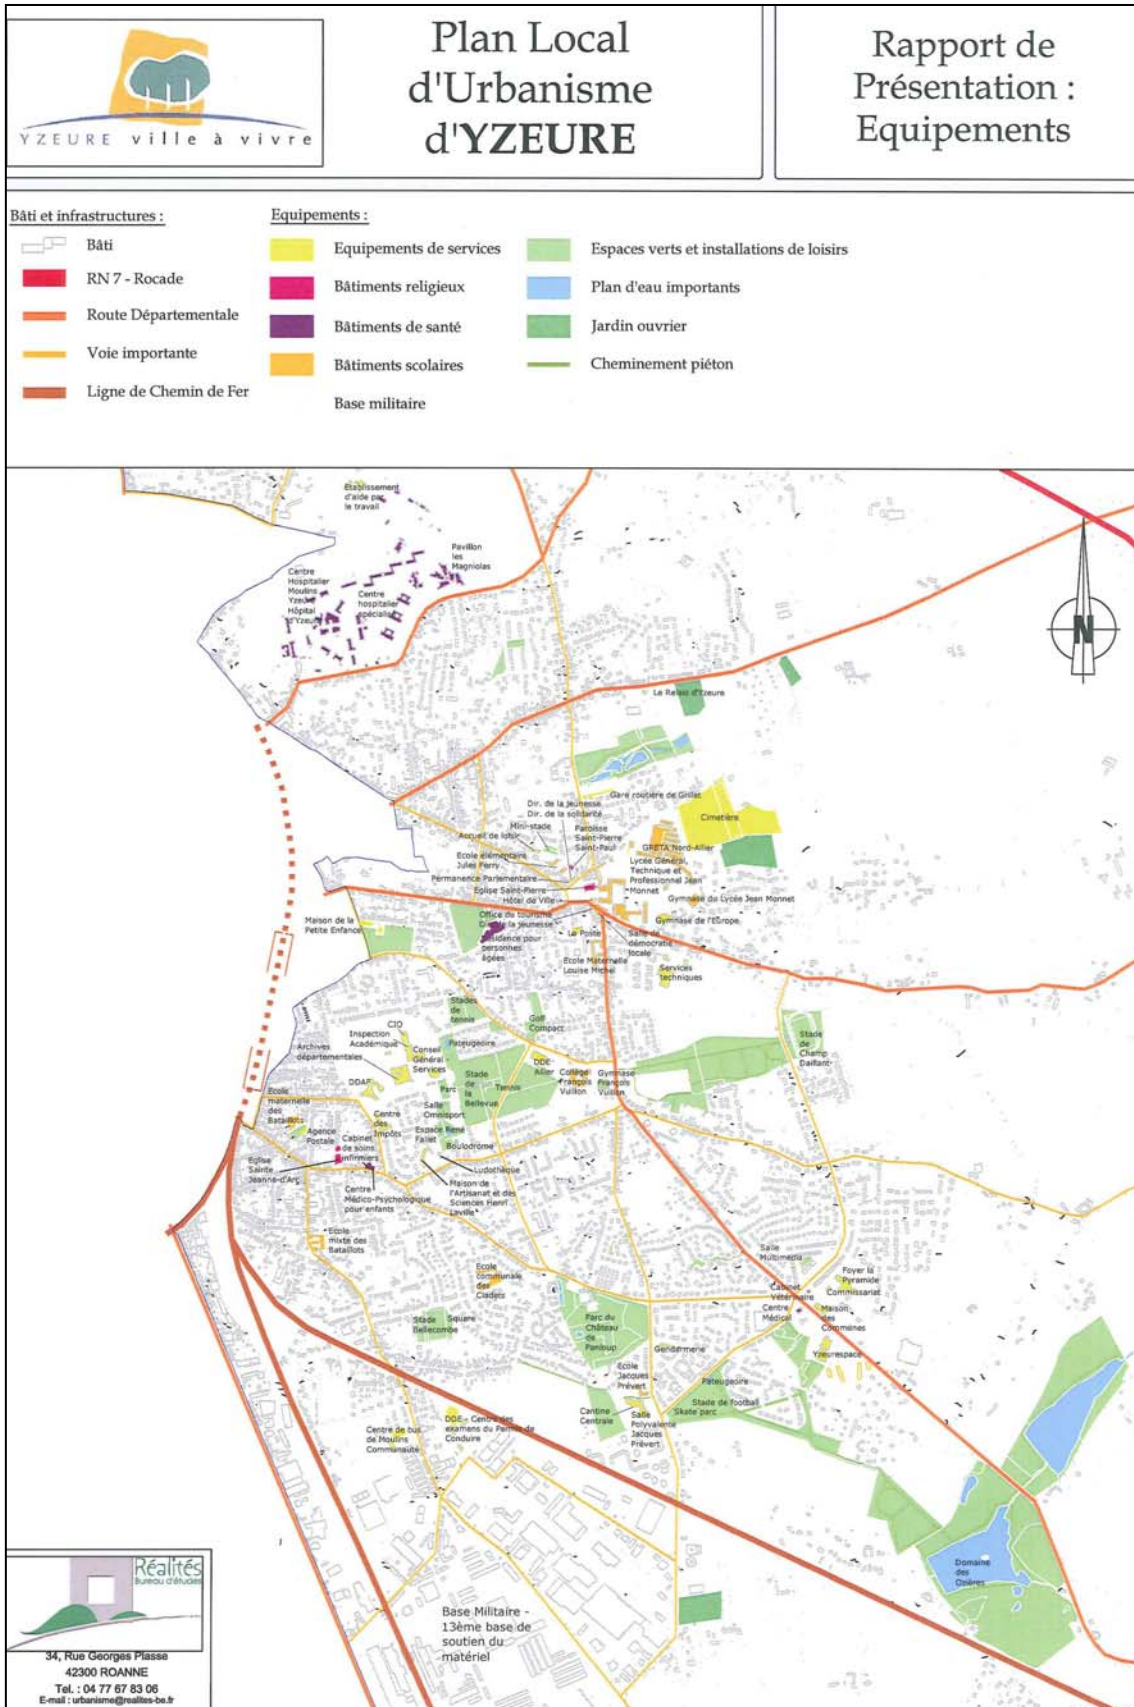 YZEURE ville à vivre
Plan Local
d'Urbanisme
d'YZEURE
Rapport de
Présentation :
Equipements
Bâti et infrastructures :
Bâti
RN 7 - Rocade
Route Départementale
Voie importante
Ligne de Chemin de Fer
Equipements :
Equipements de services
Bâtiments religieux
Bâtiments de santé
Bâtiments scolaires
Base militaire
Espaces verts et installations de loisirs
Plan d'eau importants
Jardin ouvrier
Cheminement piéton
Etablissement
d'aide par
le travail
Pavillon
les
Magniolas
Centre
Hospitalier
Moulins
Yzeure
Hôpital
d'Yzeure
Centre
hospitalier
spécialisé
N
Le Relais d'Yzeure
Gare routière de Grillet
Cimetière
Dir. de la jeunesse
Dir. de la solidarité
Mini-stade
Accueil de loisir
Paroisse
Saint-Pierre
Saint-Paul
Ecole élémentaire
Jules Ferry
GRETA Nord-Allier
Lycée Général,
Technique et
Professionnel Jean
Monnet
Permanence Parlementaire
Eglise Saint-Pierre
Hôtel de Ville
Gymnase du Lycée Jean Monnet
Office du tourisme
Dir. de la jeunesse
Gymnase de l'Europe
Maison de la
Petite Enfance
Résidence pour
personnes
âgées
La Poste
Salle de
démocratie
locale
Ecole Maternelle
Louise Michel
Services
techniques
Stades
de
tennis
Golf
Compact
CIO
Inspection
Académique
Archives
départementales
Conseil
Général -
Services
Pateugeoire
Stade
de
Champ
Daillant
DDAF
Parc
Stade
de la
Bellevue
Tennis
DDE
Allier
Collège
François
Vuillon
Gymnase
François
Vuillon
Ecole
maternelle
des
Bataillots
Agence
Postale
Centre
des
Impôts
Salle
Omnisport
Espace René
Fallet
Boulodrome
Cabinet
de soins
infirmiers
Eglise
Sainte
Jeanne-d'Arc
Ludothèque
Centre
Médico-Psychologique
pour enfants
Maison de
l'Artisanat et des
Sciences Henri
Laville
Ecole
mixte des
Bataillots
Ecole
communale
des
Cladets
Salle
Multimédia
Foyer la
Pyramide
Commissariat
Cabinet
Vétérinaire
Centre
Médical
Maison
des
Communes
Stade
Bellecombe
Square
Parc du
Château
de
Panloup
Gendarmerie
Yzeurespace
Ecole
Jacques
Prévert
Pateugeoire
Stade de football
Skate parc
Cantine
Centrale
Salle
Polyvalente
Jacques
Prévert
Centre de bus
de Moulins
Communauté
DDE - Centre des
examens du Permis de
Conduire
Domaine
des
Ozières
Base Militaire -
13ème base de
soutien du
matériel
Réalités
Bureau d'études
34, Rue Georges Plasse
42300 ROANNE
Tel. : 04 77 67 83 06
E-mail : urbanisme@realites-be.fr